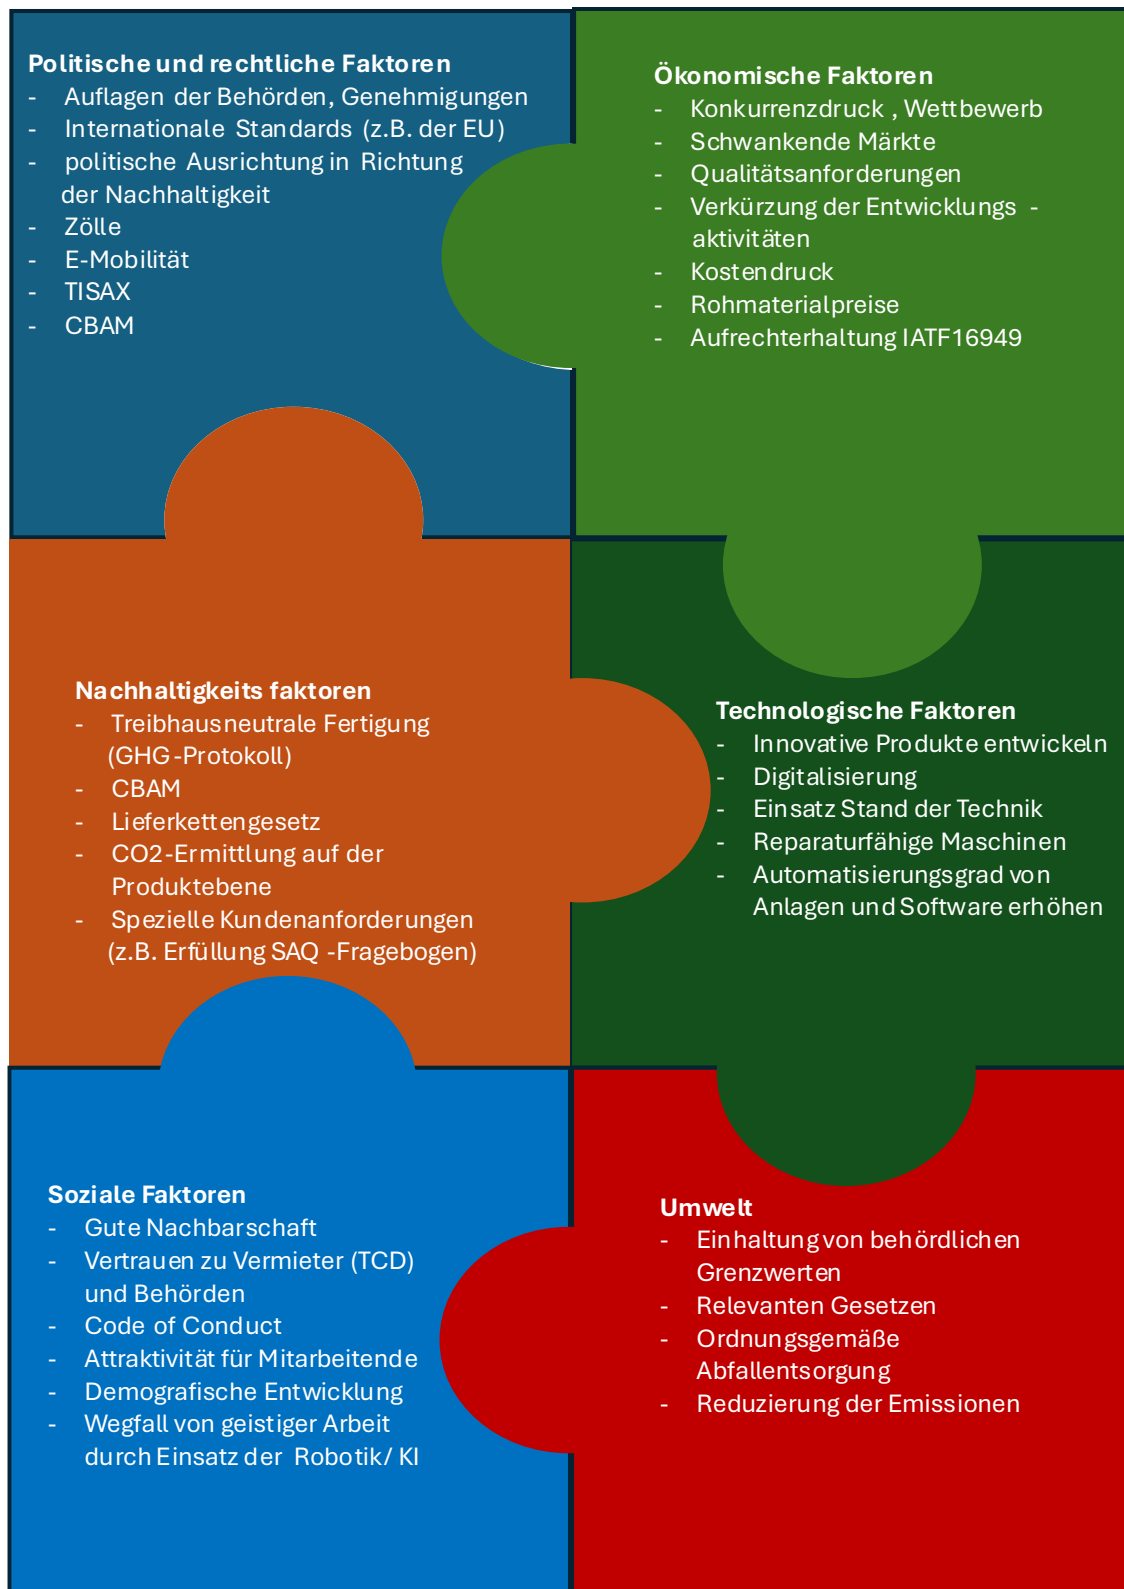 Politische und rechtliche Faktoren
- Auflagen der Behörden, Genehmigungen
- Internationale Standards (z.B. der EU)
- politische Ausrichtung in Richtung
der Nachhaltigkeit
- Zölle
- E-Mobilität
- TISAX
- CBAM
Ökonomische Faktoren
- Konkurrenzdruck , Wettbewerb
- Schwankende Märkte
- Qualitätsanforderungen
- Verkürzung der Entwicklungs -
aktivitäten
- Kostendruck
- Rohmaterialpreise
- Aufrechterhaltung IATF16949
Nachhaltigkeits faktoren
- Treibhausneutrale Fertigung
(GHG-Protokoll)
- CBAM
- Lieferkettengesetz
- CO2-Ermittlung auf der
Produktebene
- Spezielle Kundenanforderungen
(z.B. Erfüllung SAQ -Fragebogen)
Technologische Faktoren
- Innovative Produkte entwickeln
- Digitalisierung
- Einsatz Stand der Technik
- Reparaturfähige Maschinen
- Automatisierungsgrad von
Anlagen und Software erhöhen
Soziale Faktoren
- Gute Nachbarschaft
- Vertrauen zu Vermieter (TCD)
und Behörden
- Code of Conduct
- Attraktivität für Mitarbeitende
- Demografische Entwicklung
- Wegfall von geistiger Arbeit
durch Einsatz der Robotik/ KI
Umwelt
- Einhaltung von behördlichen
Grenzwerten
- Relevanten Gesetzen
- Ordnungsgemäße
Abfallentsorgung
- Reduzierung der Emissionen